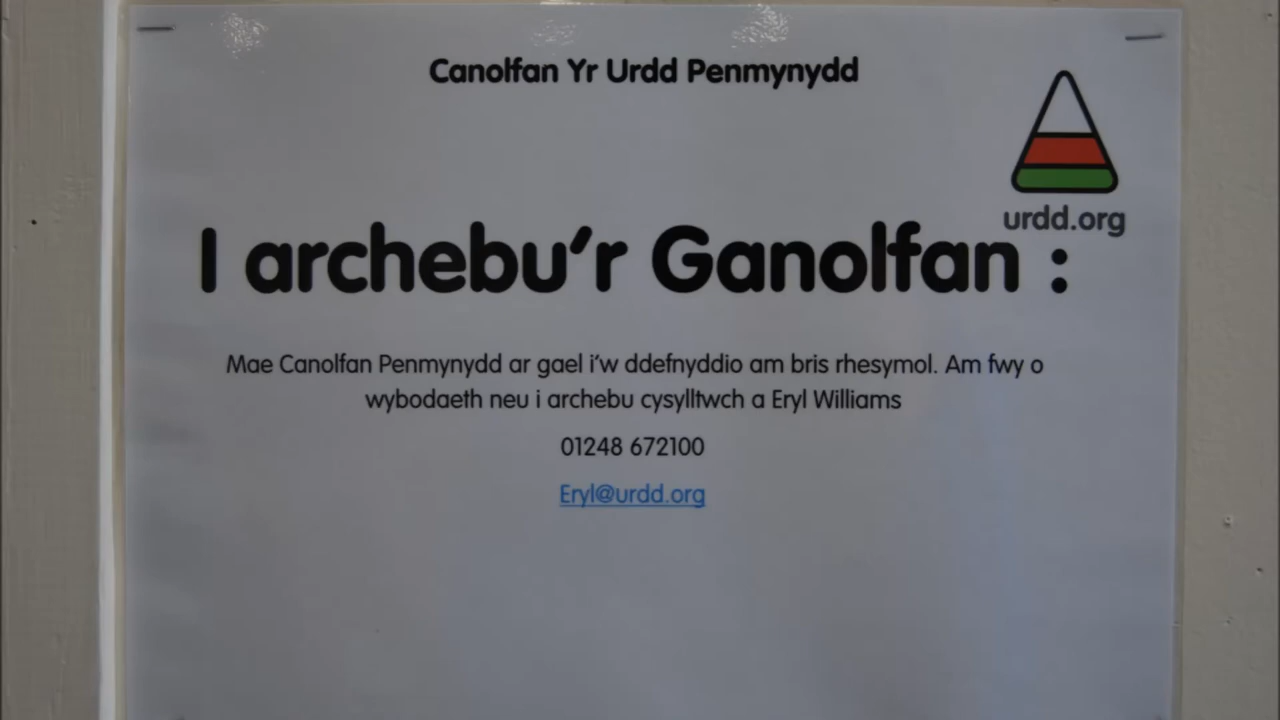 Canolfan Yr Urdd Penmynydd
urdd.org
I archebu'r Ganolfan :
Mae Canolfan Penmynydd ar gael i'w ddefnyddio am bris rhesymol. Am fwy o
wybodaeth neu i archebu cysylltwch a Eryl Williams
01248 672100
Eryl@urdd.org